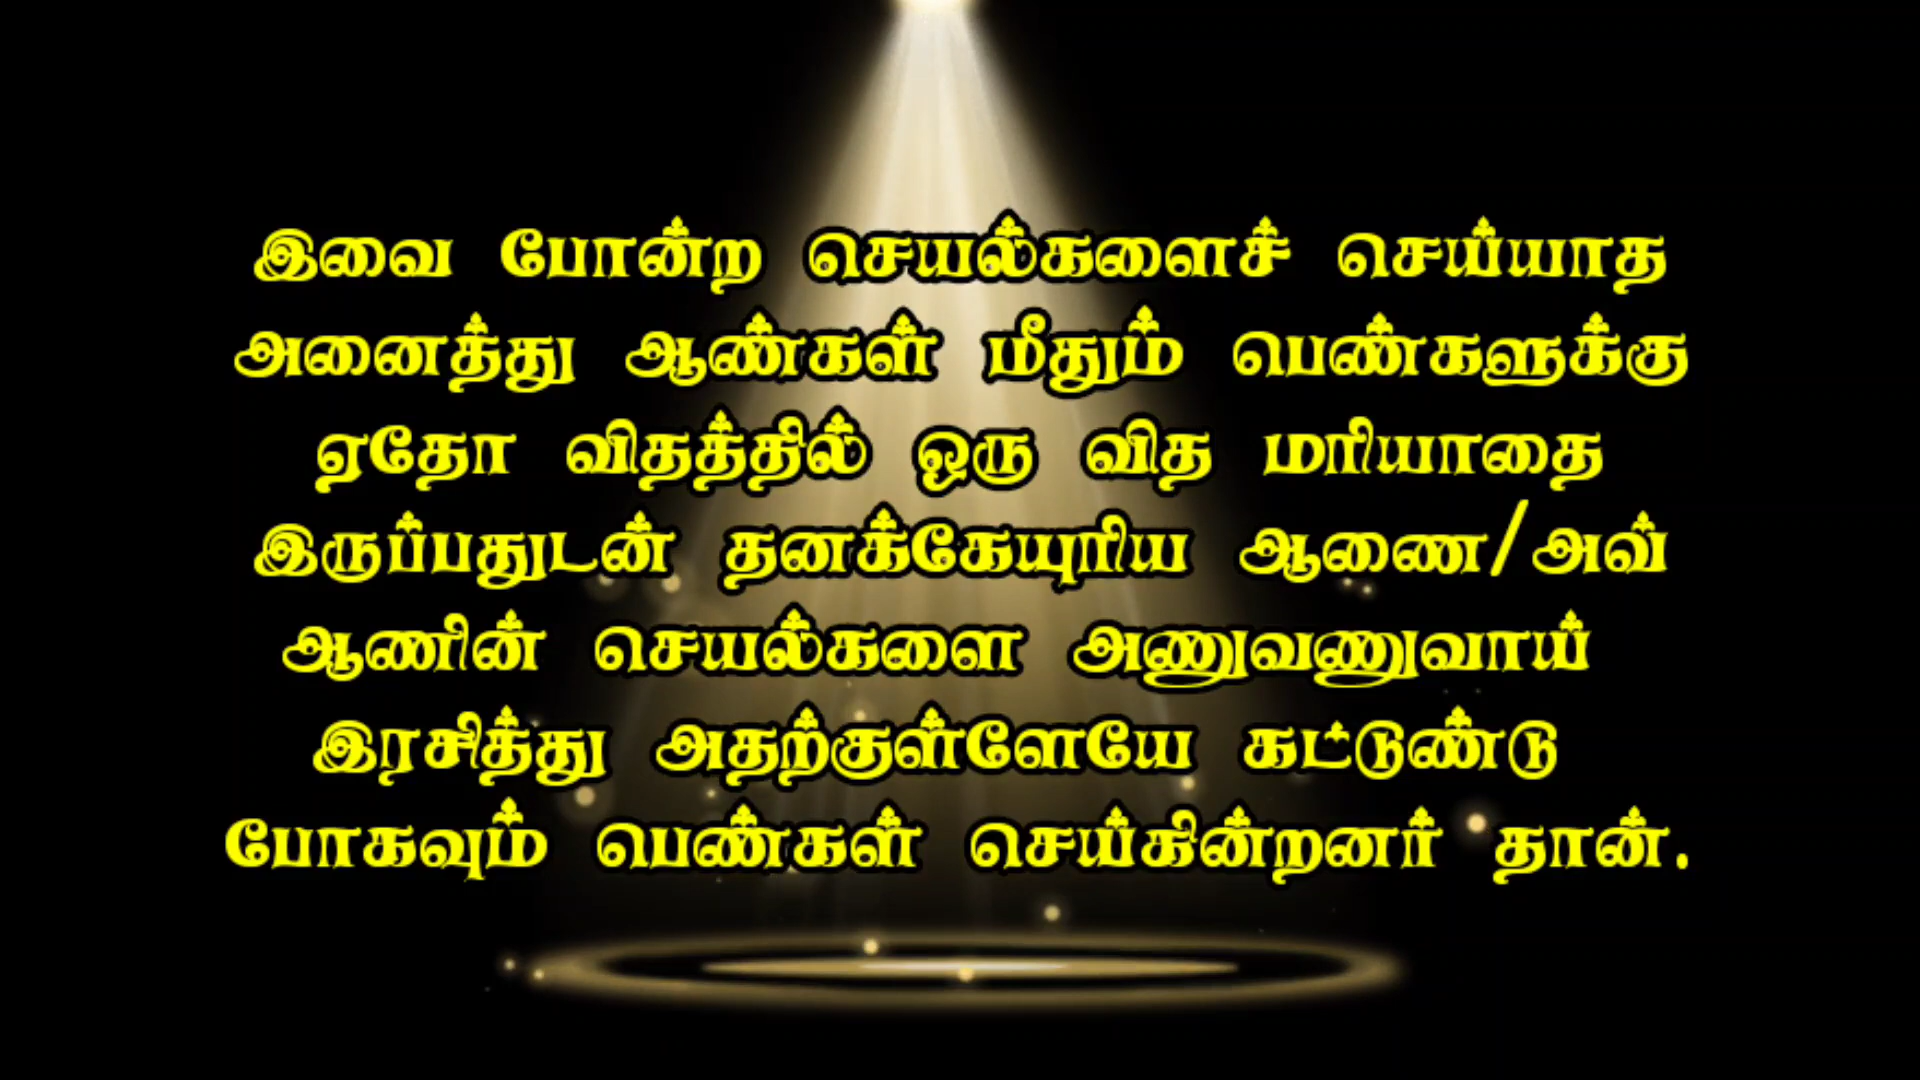 இவை போன்ற செயல்களைச் செய்யாத
அனைத்து ஆண்கள் மீதும் பெண்களுக்கு
ஏதோ விதத்தில் ஒரு வித மரியாதை
இருப்பதுடன் தனக்கேயுரிய ஆணை/அவ்
ஆணின் செயல்களை அணுவணுவாய்
இரசித்து அதற்குள்ளேயே கட்டுண்டு
போகவும் பெண்கள் செய்கின்றனர் தான்.